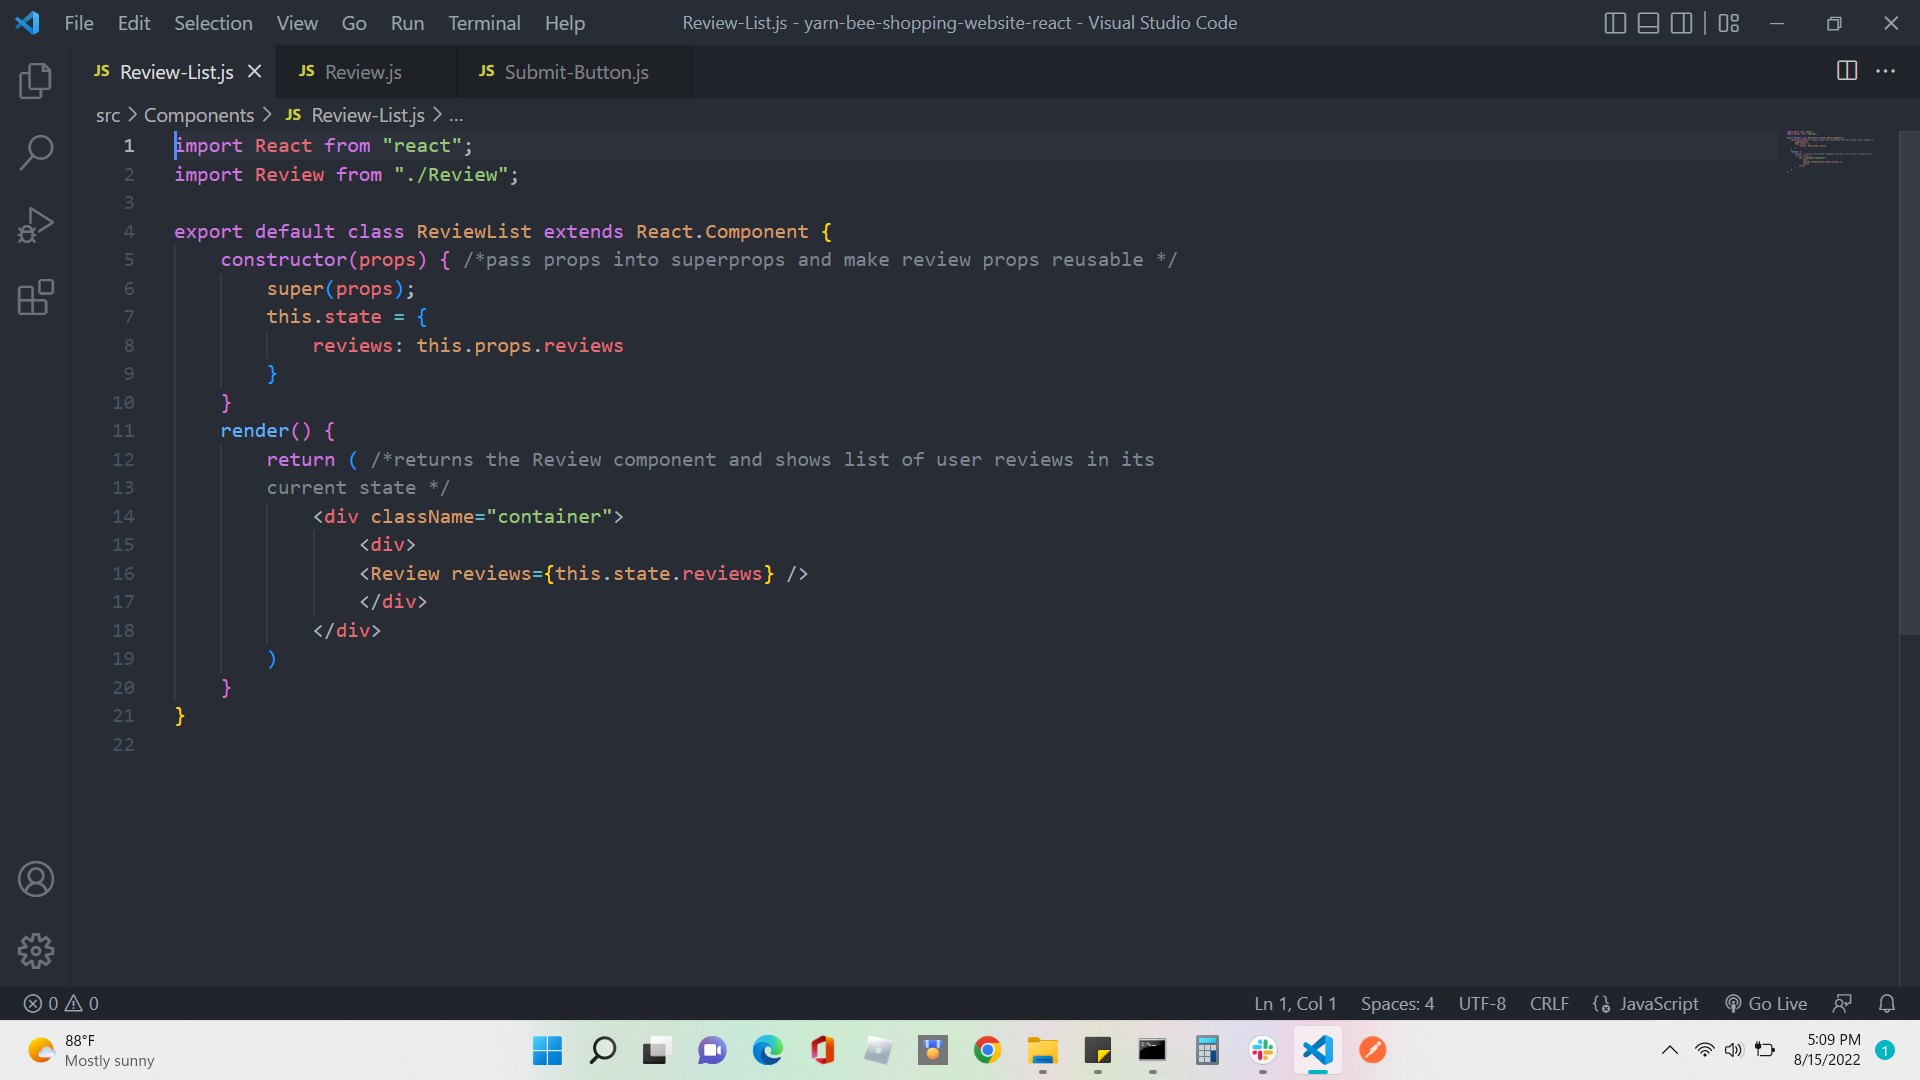 File Edit Selection View Go Run Terminal Help Review-List.js - yarn-bee-shopping-website-react - Visual Studio Code
JS Review-List.js JS Review.js JS Submit-Button.js
src > Components > JS Review-List.js > ...
1 import React from "react";
2 import Review from "./Review";
3
4 export default class ReviewList extends React.Component {
5 constructor(props) { /*pass props into superprops and make review props reusable */
6 super(props);
7 this.state = {
8 reviews: this.props.reviews
9 }
10 }
11 render() {
12 return ( /*returns the Review component and shows list of user reviews in its
13 current state */
14 <div className="container">
15 <div>
16 <Review reviews={this.state.reviews} />
17 </div>
18 </div>
19 )
20 }
21 }
22
0 0 Ln 1, Col 1 Spaces: 4 UTF-8 CRLF JavaScript Go Live
88°F
Mostly sunny
5:09 PM
8/15/2022 1